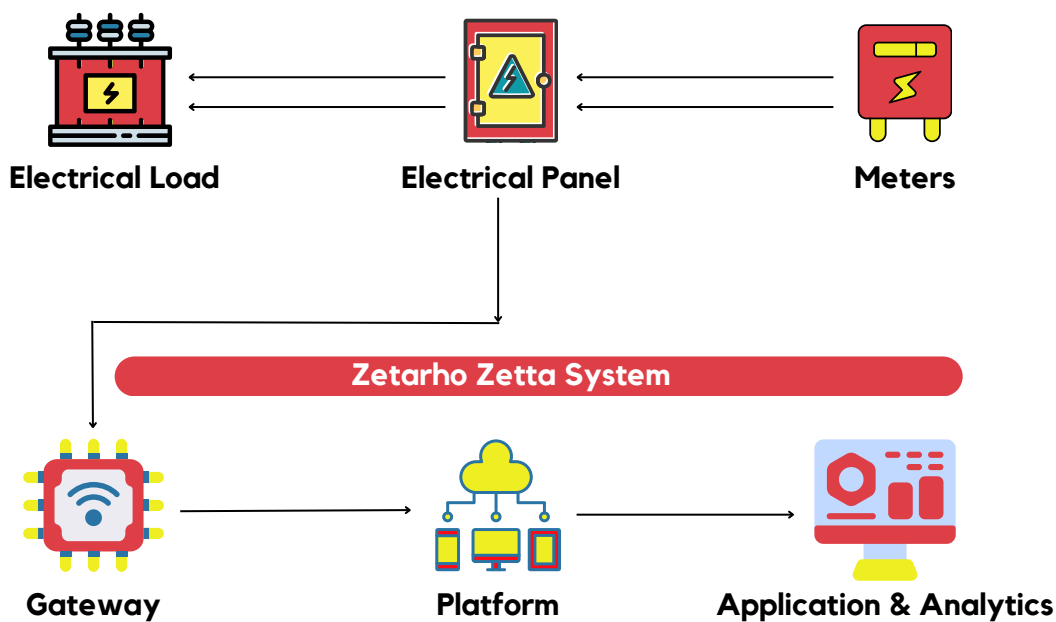 Electrical Load
Electrical Panel
Meters
Zetarho Zetta System
Gateway
Platform
Application & Analytics